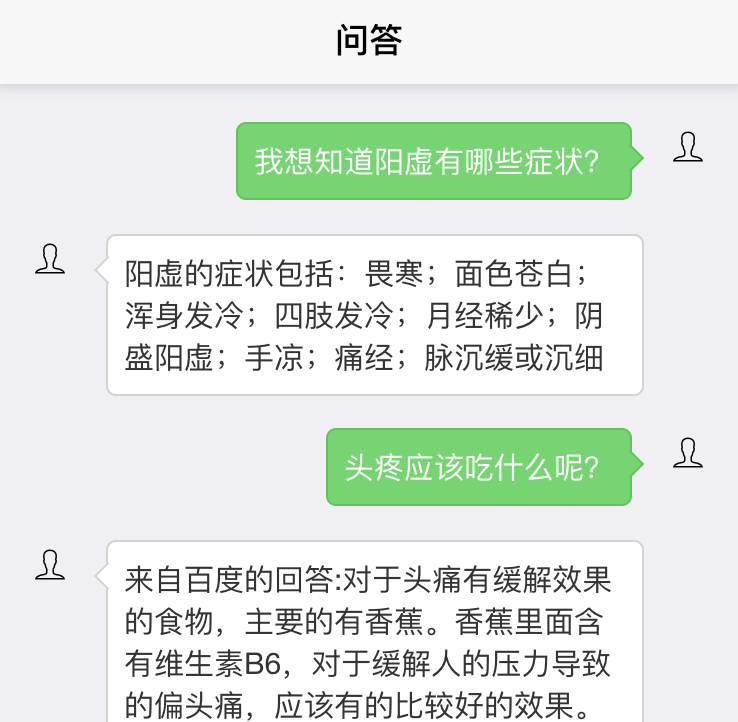 问答
我想知道阳虚有哪些症状？
阳虚的症状包括：畏寒；面色苍白；
浑身发冷；四肢发冷；月经稀少；阴
盛阳虚；手凉；痛经；脉沉缓或沉细
头疼应该吃什么呢？
来自百度的回答:对于头痛有缓解效果
的食物，主要的有香蕉。香蕉里面含
有维生素B6，对于缓解人的压力导致
的偏头痛，应该有的比较好的效果。